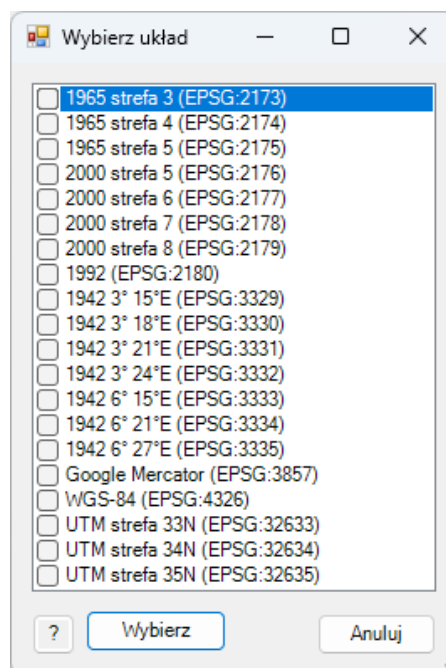 Wybierz układ
1965 strefa 3 (EPSG:2173)
1965 strefa 4 (EPSG:2174)
1965 strefa 5 (EPSG:2175)
2000 strefa 5 (EPSG:2176)
2000 strefa 6 (EPSG:2177)
2000 strefa 7 (EPSG:2178)
2000 strefa 8 (EPSG:2179)
1992 (EPSG:2180)
1942 3° 15°E (EPSG:3329)
1942 3° 18°E (EPSG:3330)
1942 3° 21°E (EPSG:3331)
1942 3° 24°E (EPSG:3332)
1942 6° 15°E (EPSG:3333)
1942 6° 21°E (EPSG:3334)
1942 6° 27°E (EPSG:3335)
Google Mercator (EPSG:3857)
WGS-84 (EPSG:4326)
UTM strefa 33N (EPSG:32633)
UTM strefa 34N (EPSG:32634)
UTM strefa 35N (EPSG:32635)
? Wybierz Anuluj